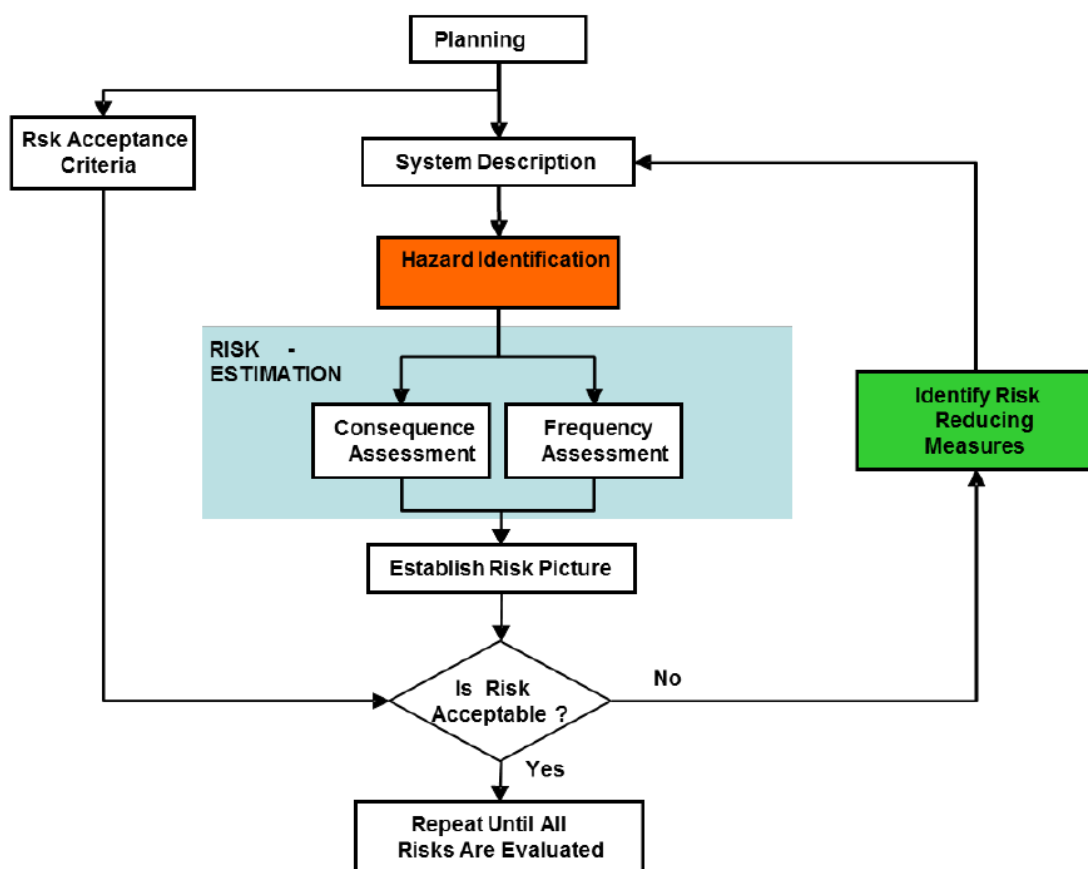 Planning
Rsk Acceptance
Criteria
System Description
Hazard Identification
RISK -
ESTIMATION
Consequence
Assessment
Frequency
Assessment
Identify Risk
Reducing
Measures
Establish Risk Picture
Is Risk
Acceptable ?
No
Yes
Repeat Until All
Risks Are Evaluated